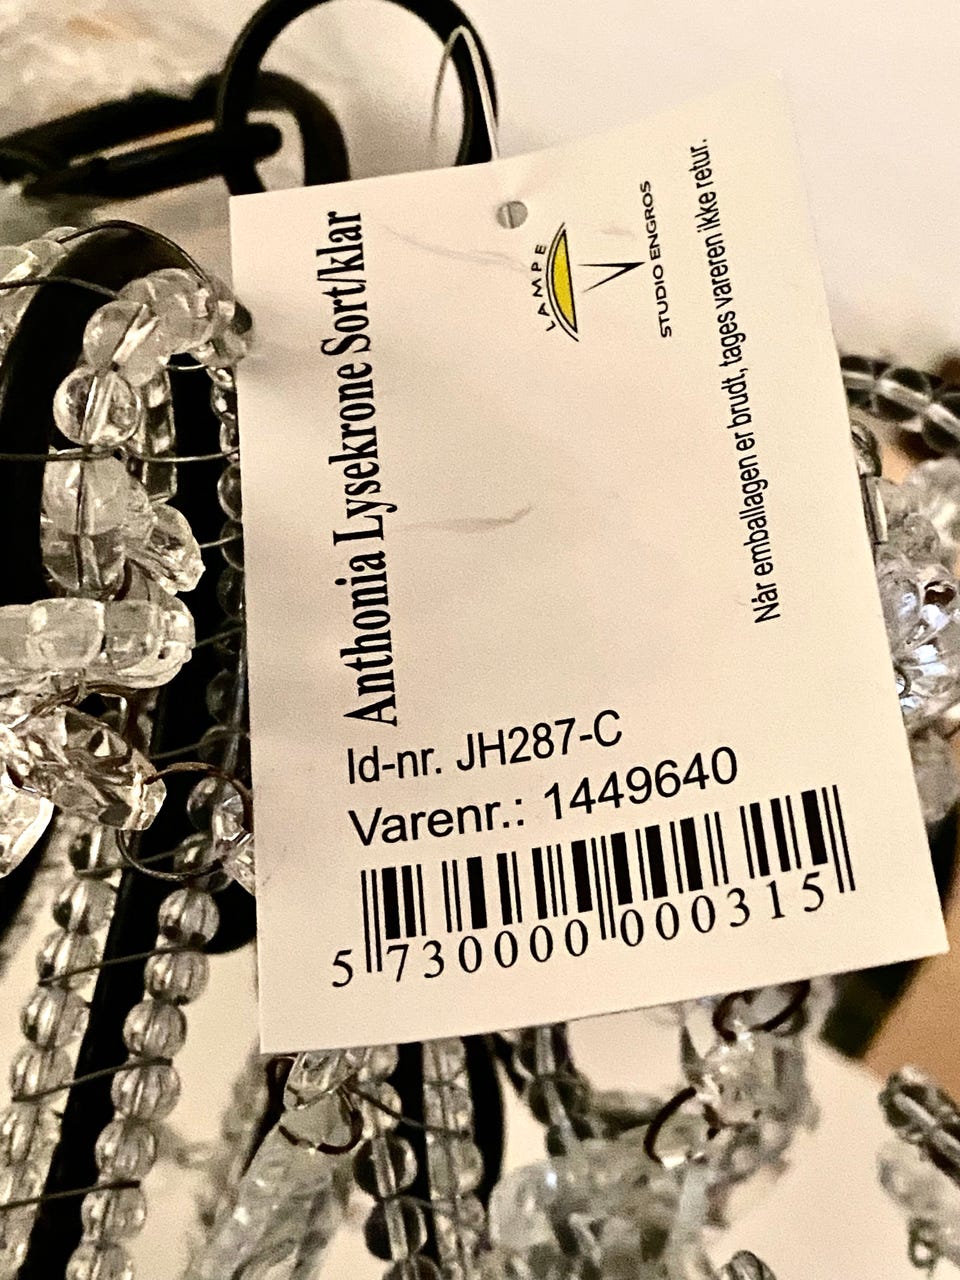 Anthonia Lysekrone Sort/klar
LAMPE
STUDIO ENGROS
Når emballagen er brudt, tages vareren ikke retur.
Id-nr. JH287-C
Varenr.: 1449640
5 730000 000315